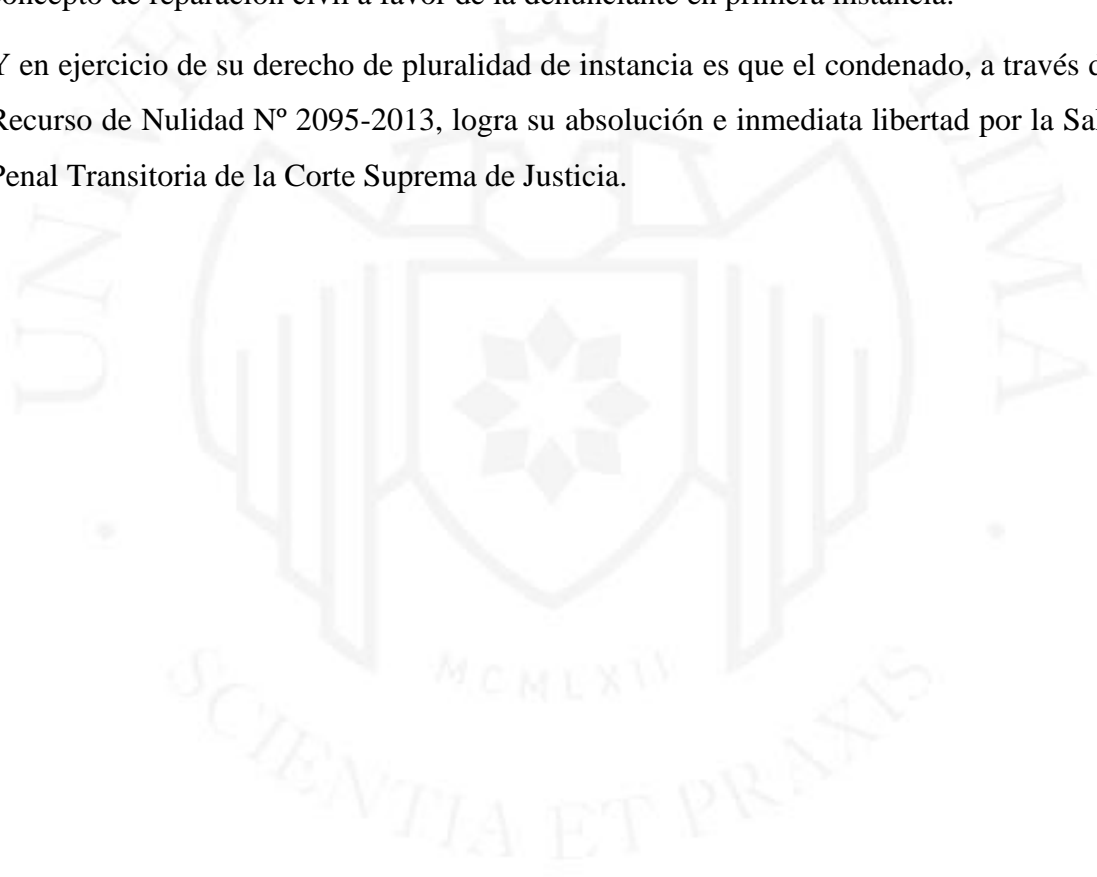 concepto de reparación civil a favor de la denunciante en primera instancia.
Y en ejercicio de su derecho de pluralidad de instancia es que el condenado, a través
Recurso de Nulidad Nº 2095-2013, logra su absolución e inmediata libertad por la
Penal Transitoria de la Corte Suprema de Justicia.
MCMLXII
SCIENTIA ET PRAXIS